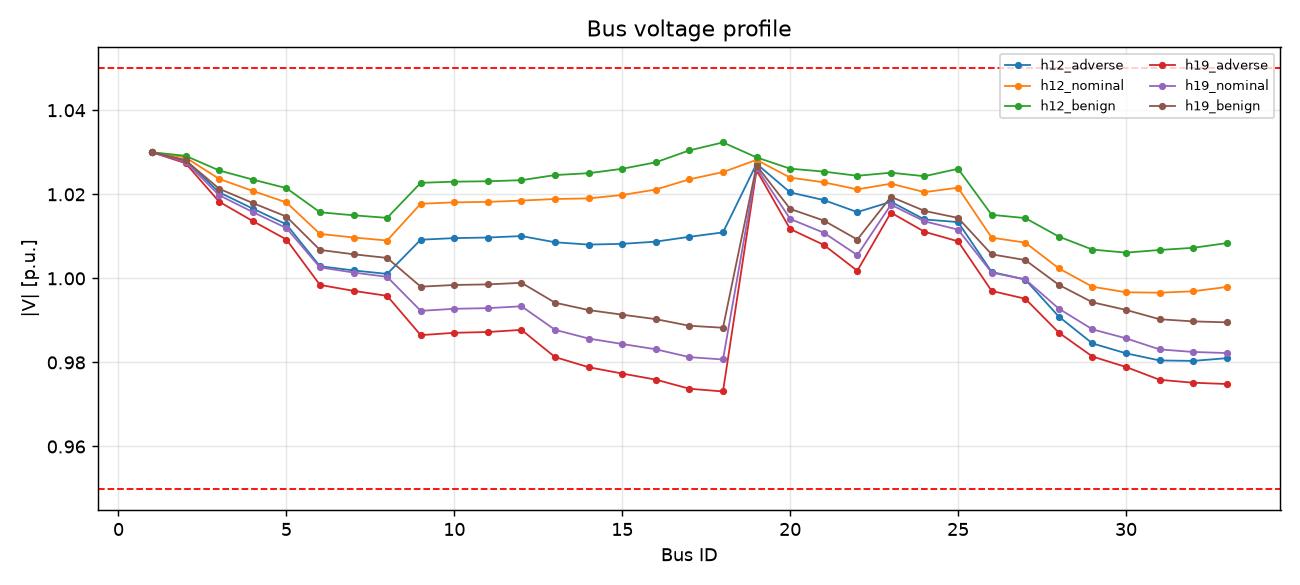 Bus voltage profile
|V| [p.u.]
1.04
1.02
1.00
0.98
0.96
h12_adverse
h12_nominal
h12_benign
h19_adverse
h19_nominal
h19_benign
0 5 10 15 20 25 30
Bus ID